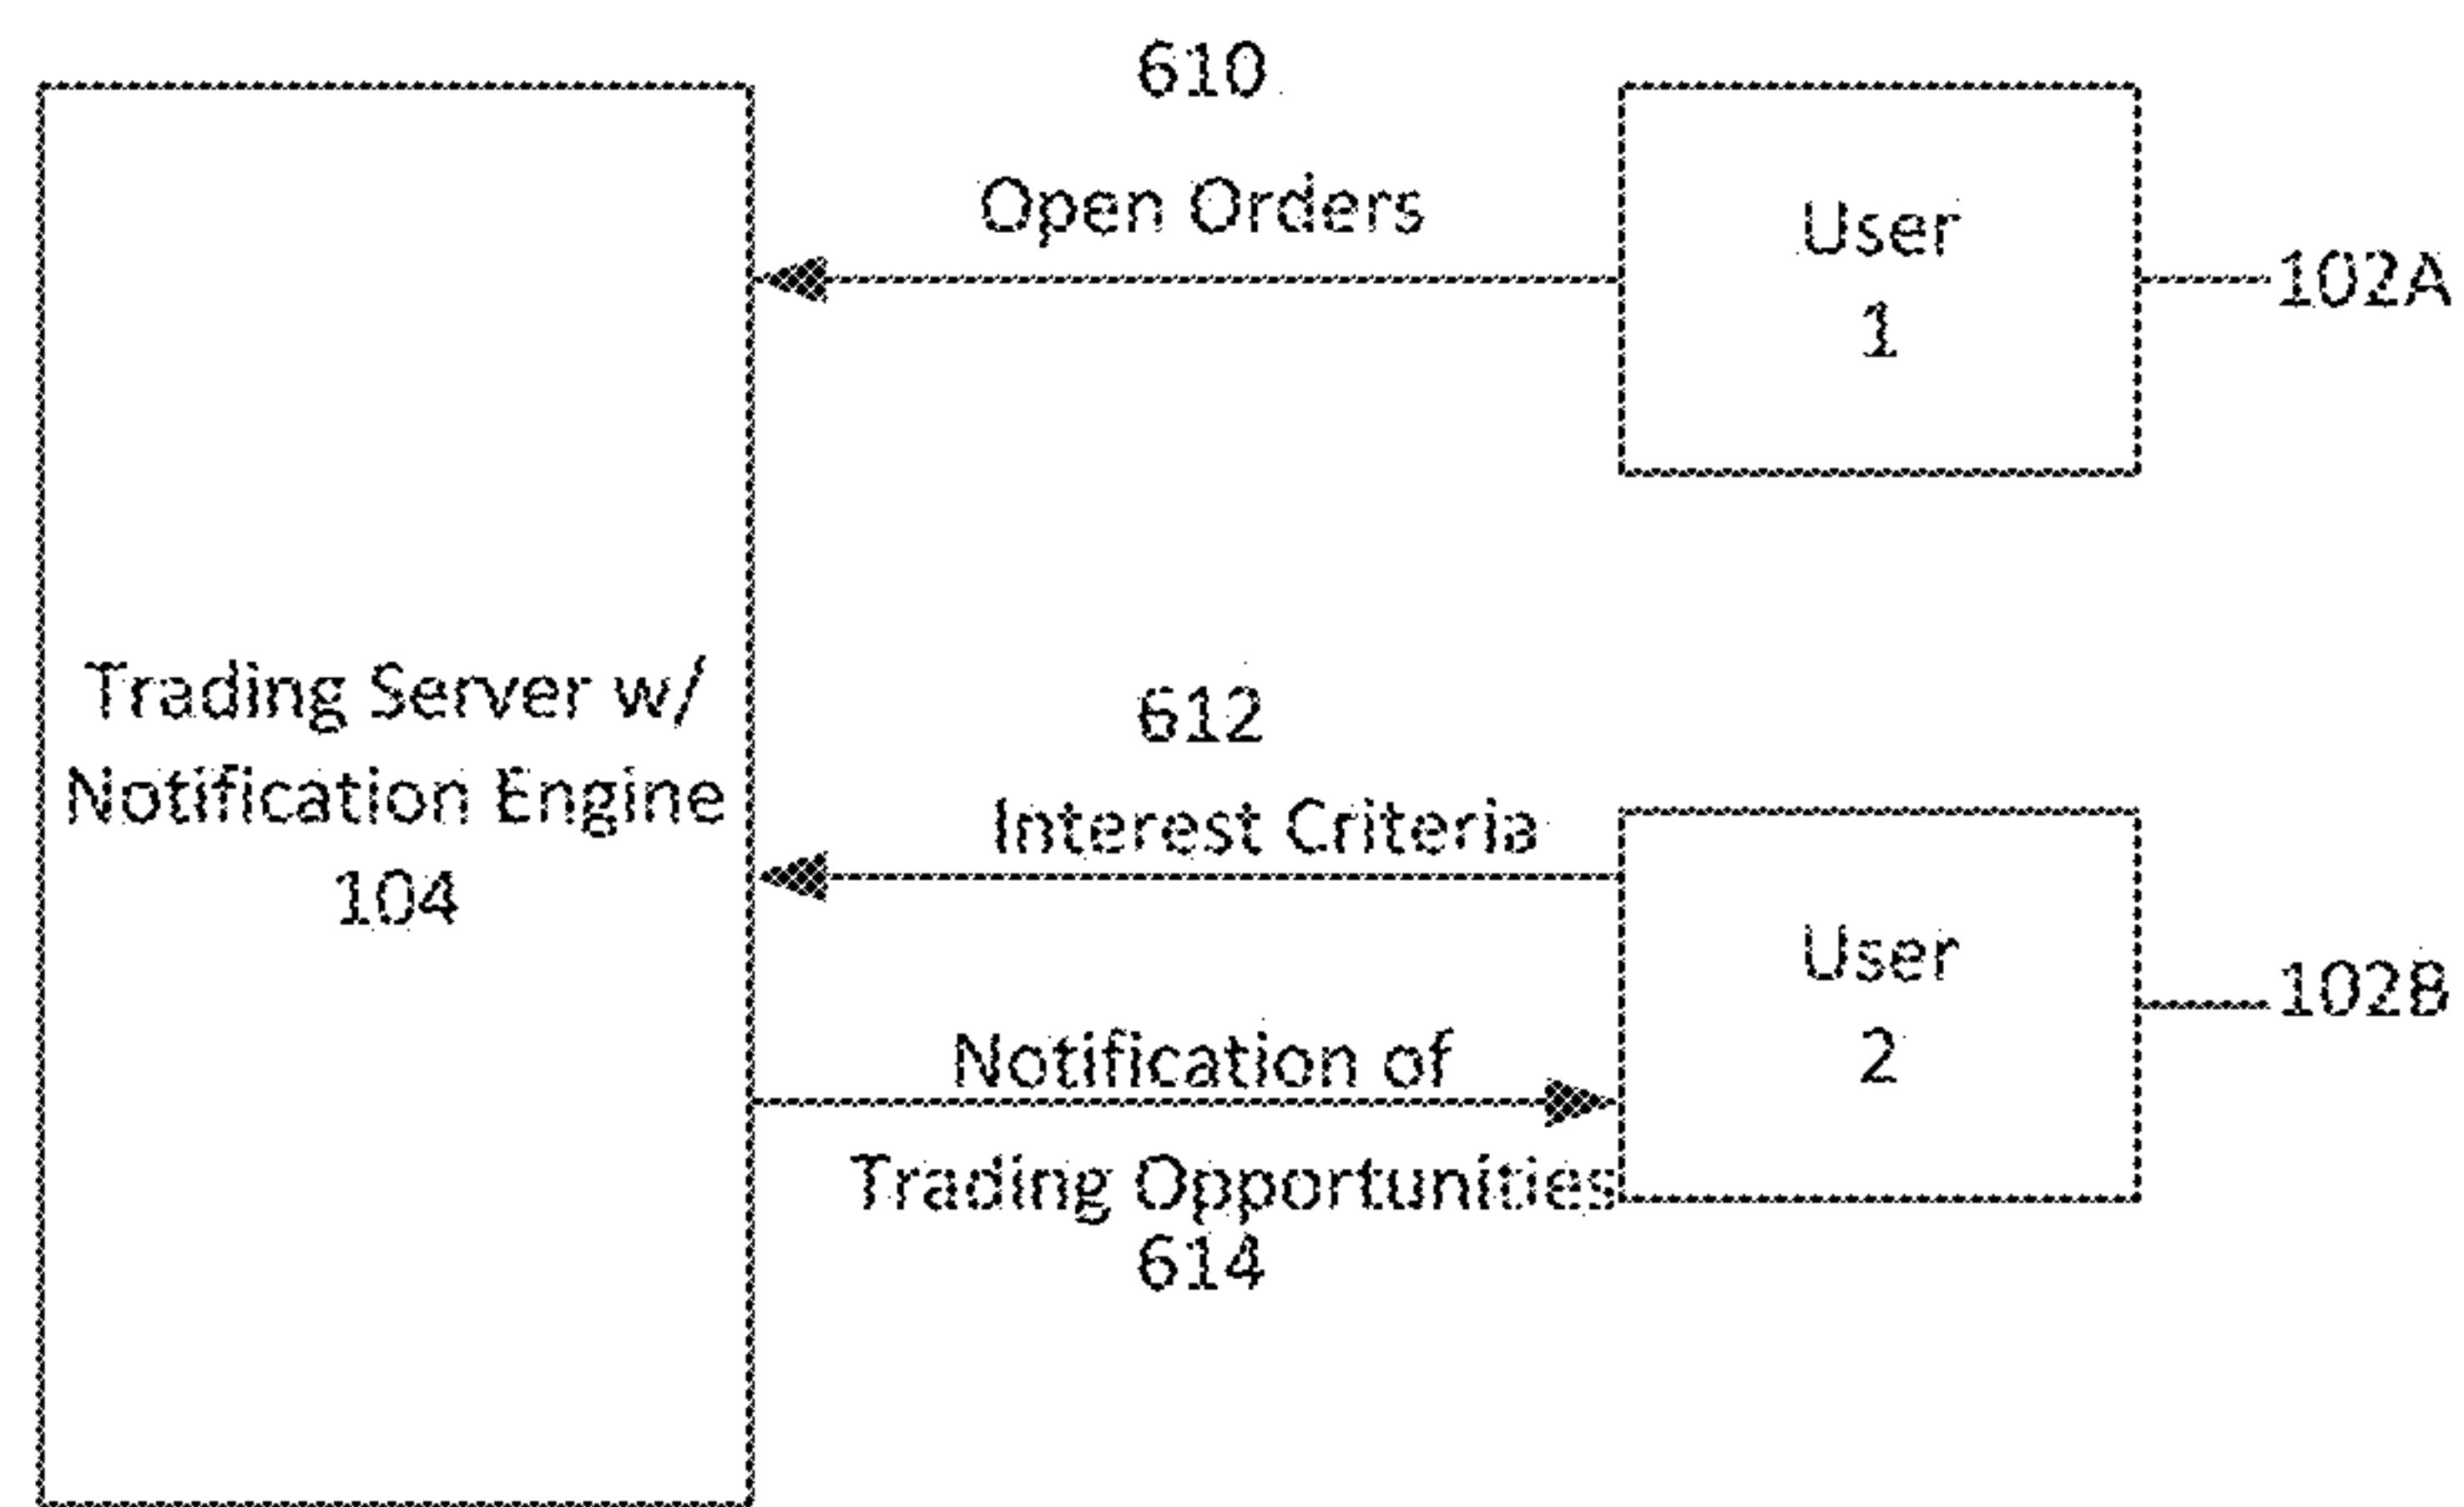 610
Open Orders
User
1
102A
Trading Server w/
Notification Engine
104
612
Interest Criteria
User
2
102B
Notification of
Trading Opportunities
614